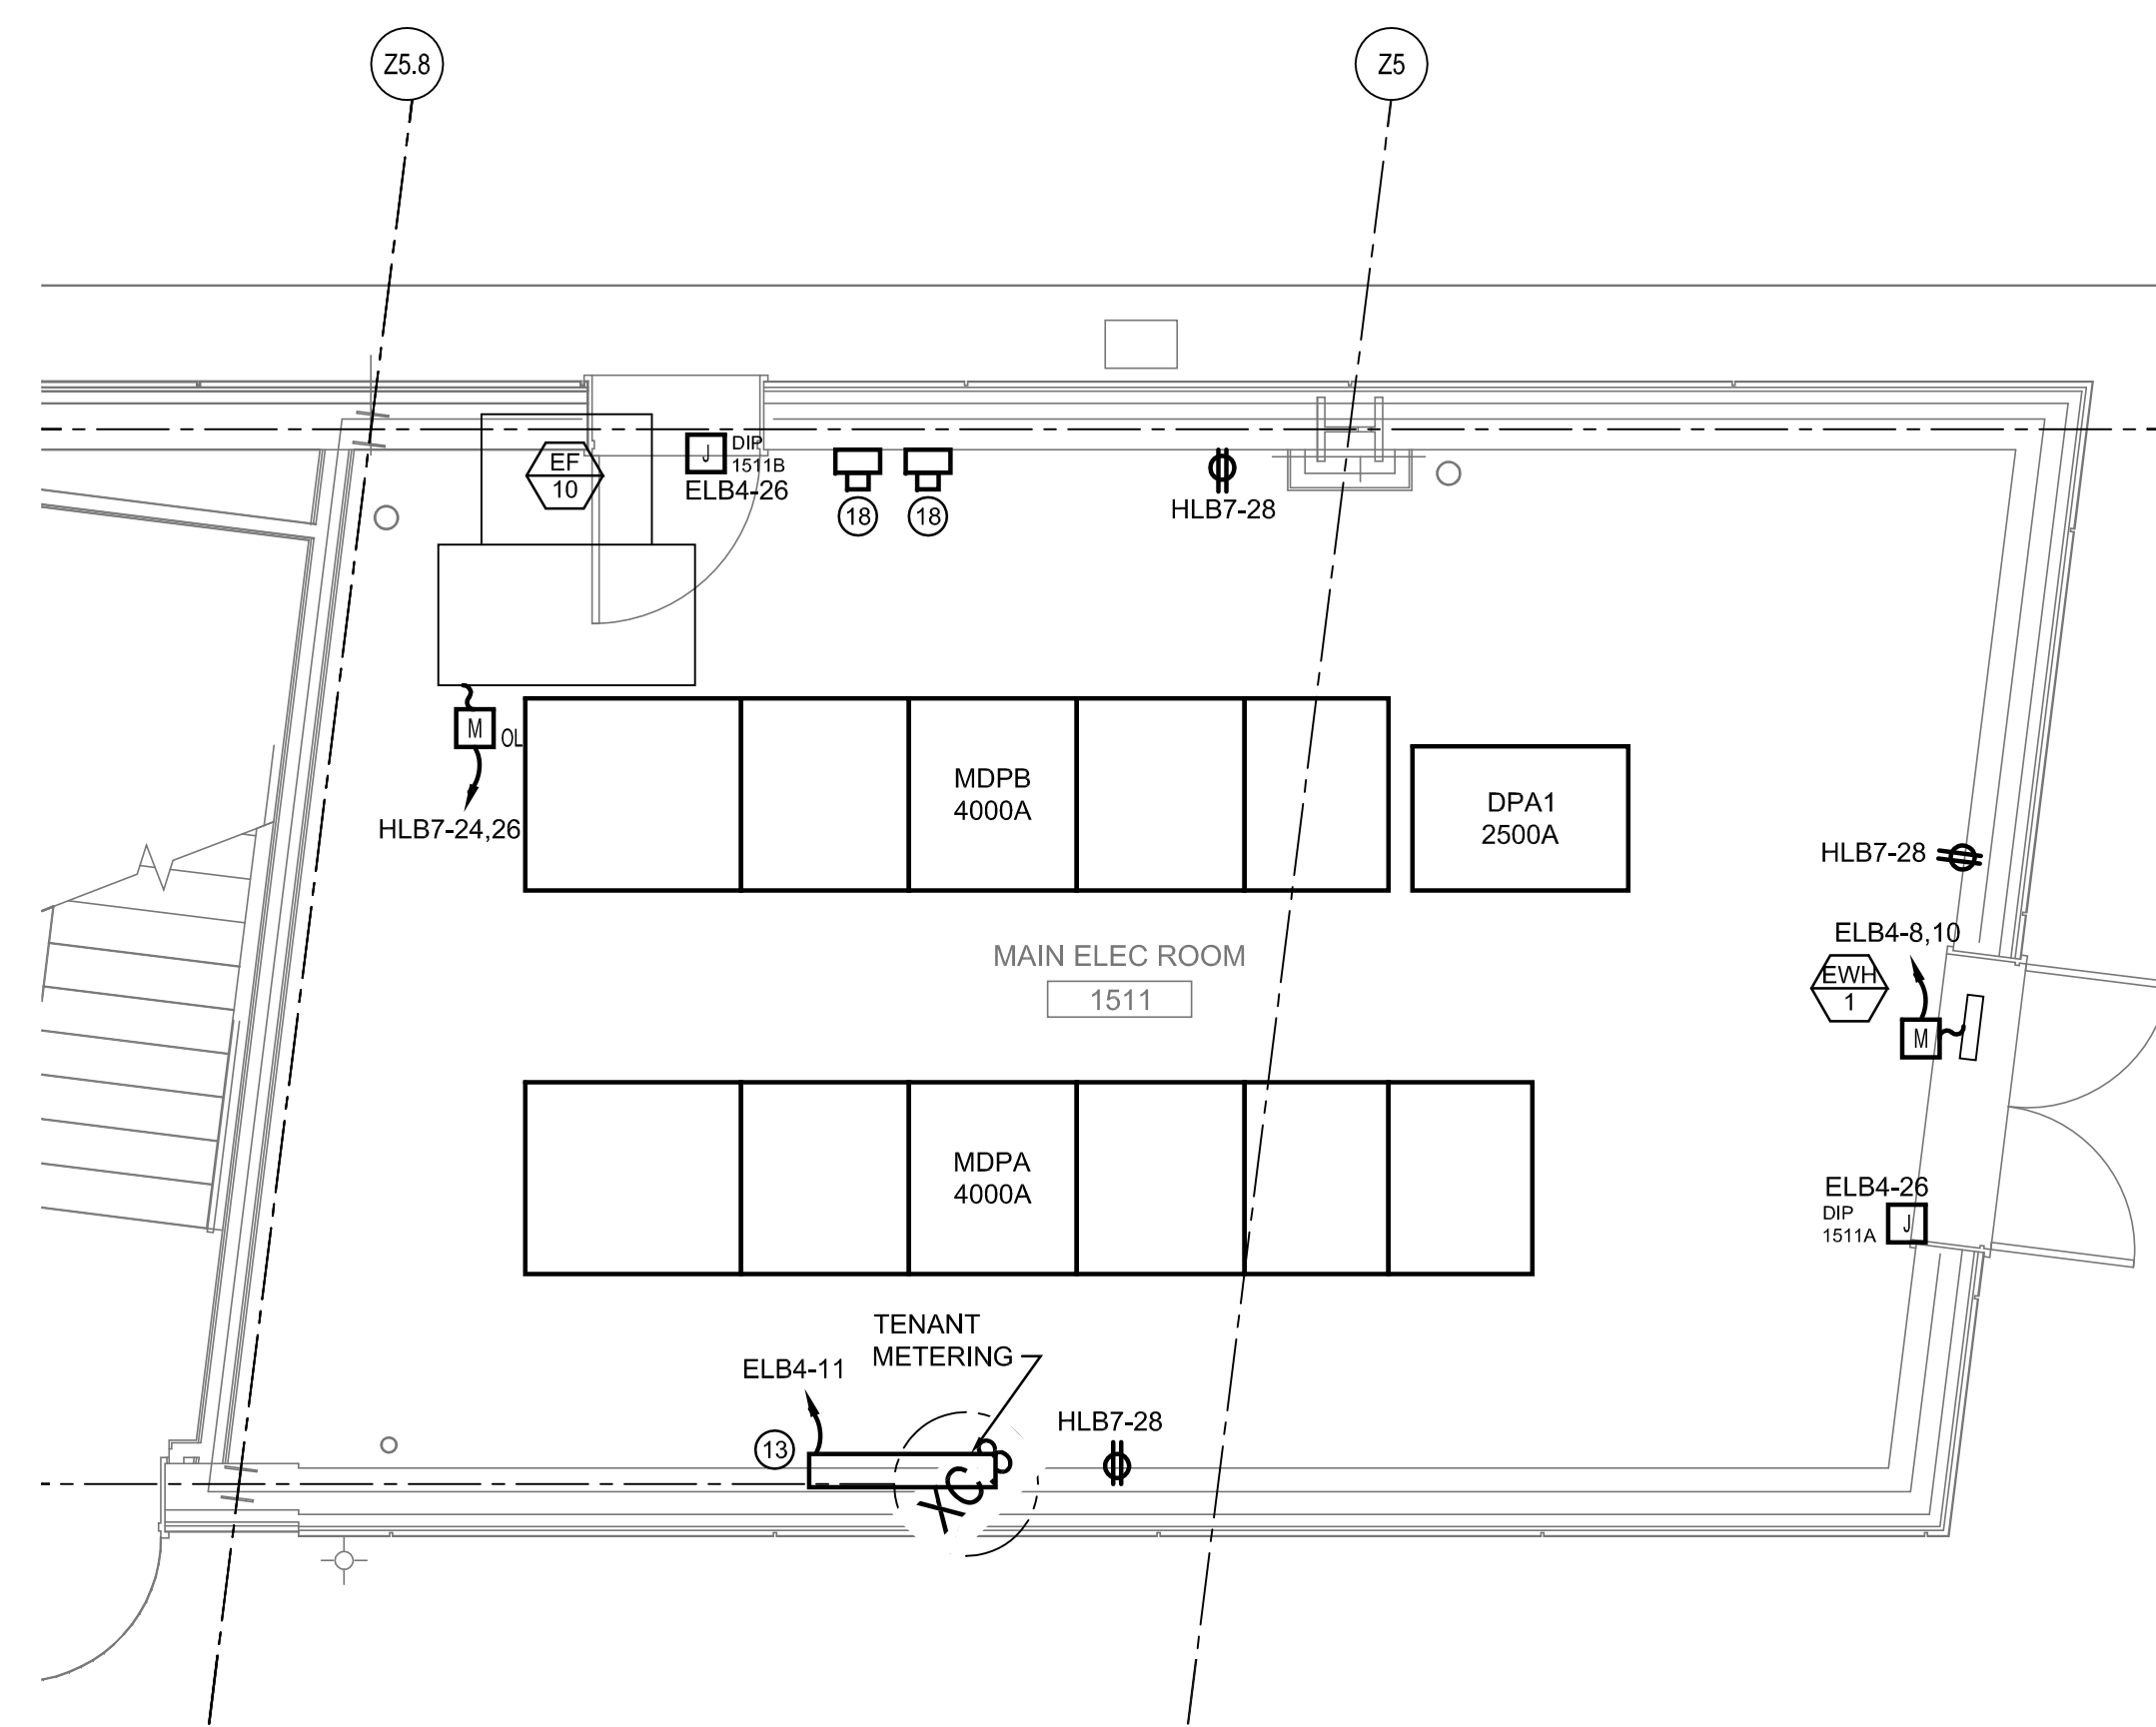 Z5.8
Z5
EF
10
J
DIP
1511B
ELB4-26
18
18
HLB7-28
M
OL
HLB7-24,26
MDPB
4000A
DPA1
2500A
HLB7-28
MAIN ELEC ROOM
1511
ELB4-8,10
EWH
1
M
MDPA
4000A
ELB4-26
DIP
1511A
J
TENANT
METERING
ELB4-11
13
HLB7-28